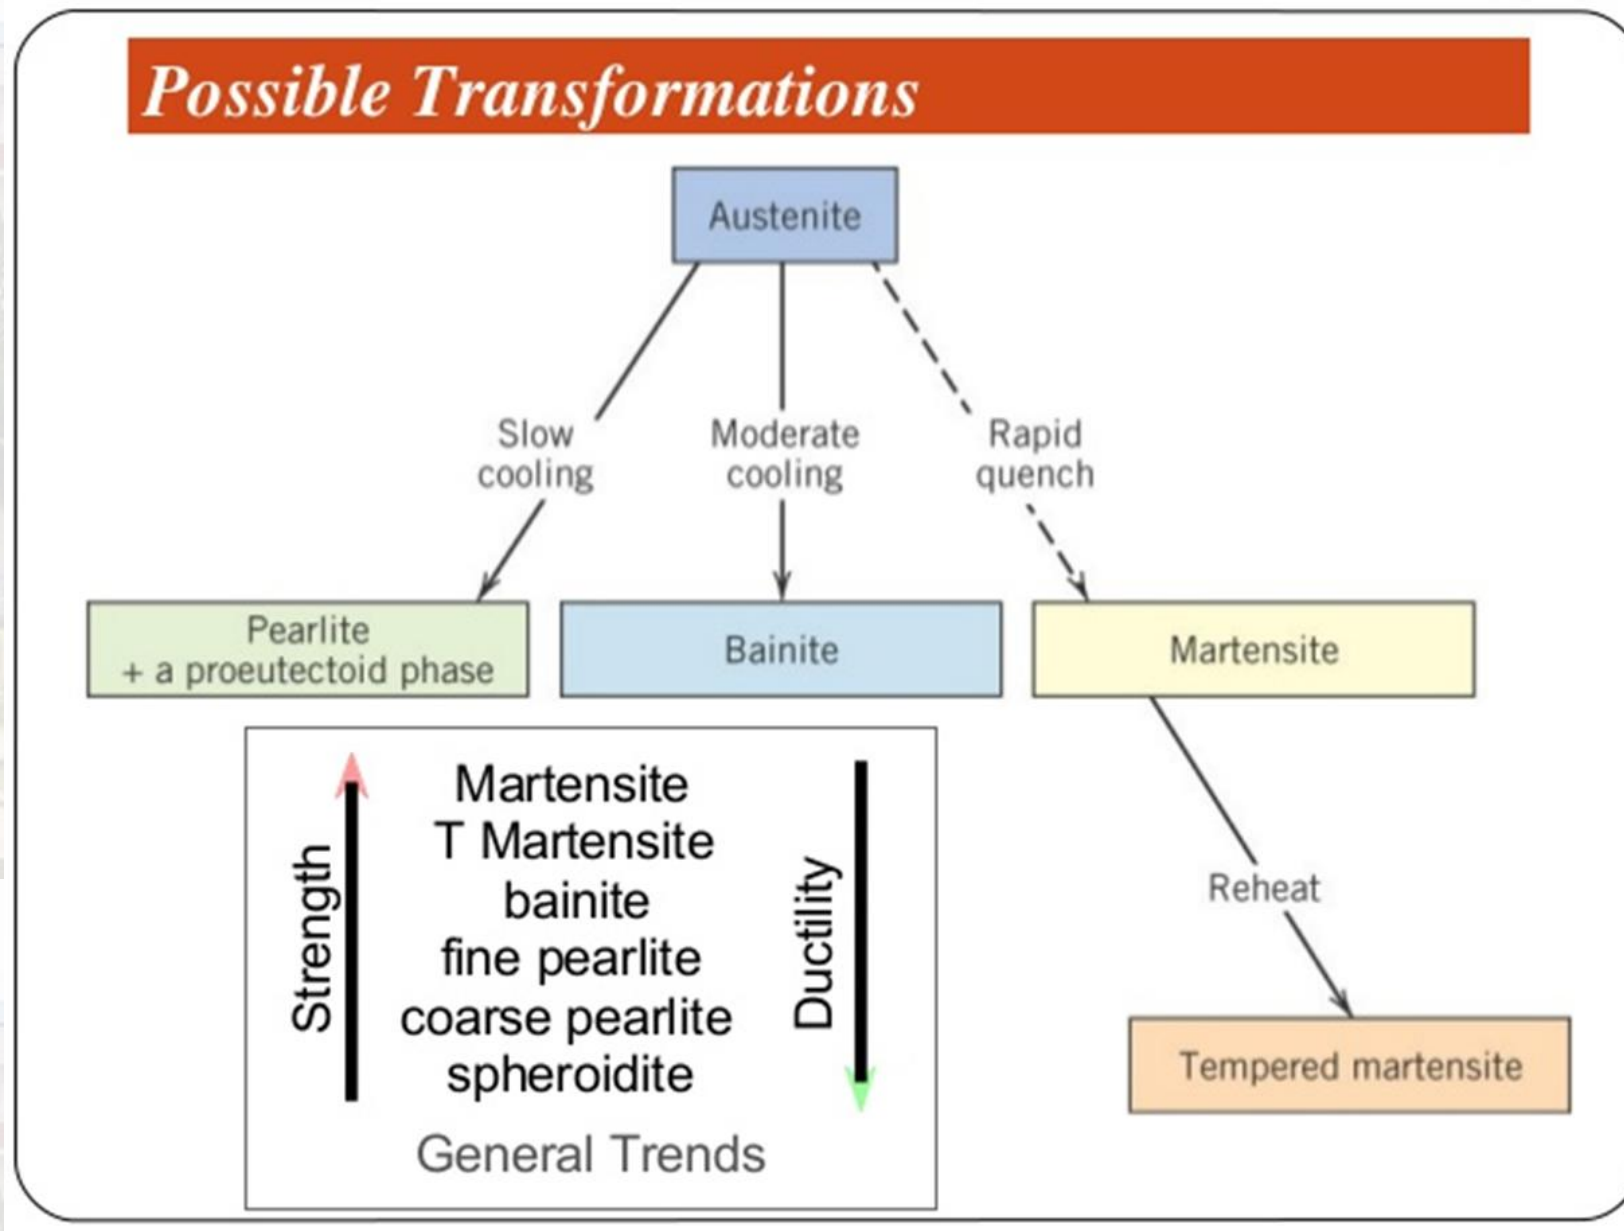 Possible Transformations
Austenite
Slow
cooling
Moderate
cooling
Rapid
quench
Pearlite
+ a proeutectoid phase
Bainite
Martensite
Strength
Martensite
T Martensite
bainite
fine pearlite
coarse pearlite
spheroidite
Ductility
General Trends
Reheat
Tempered martensite